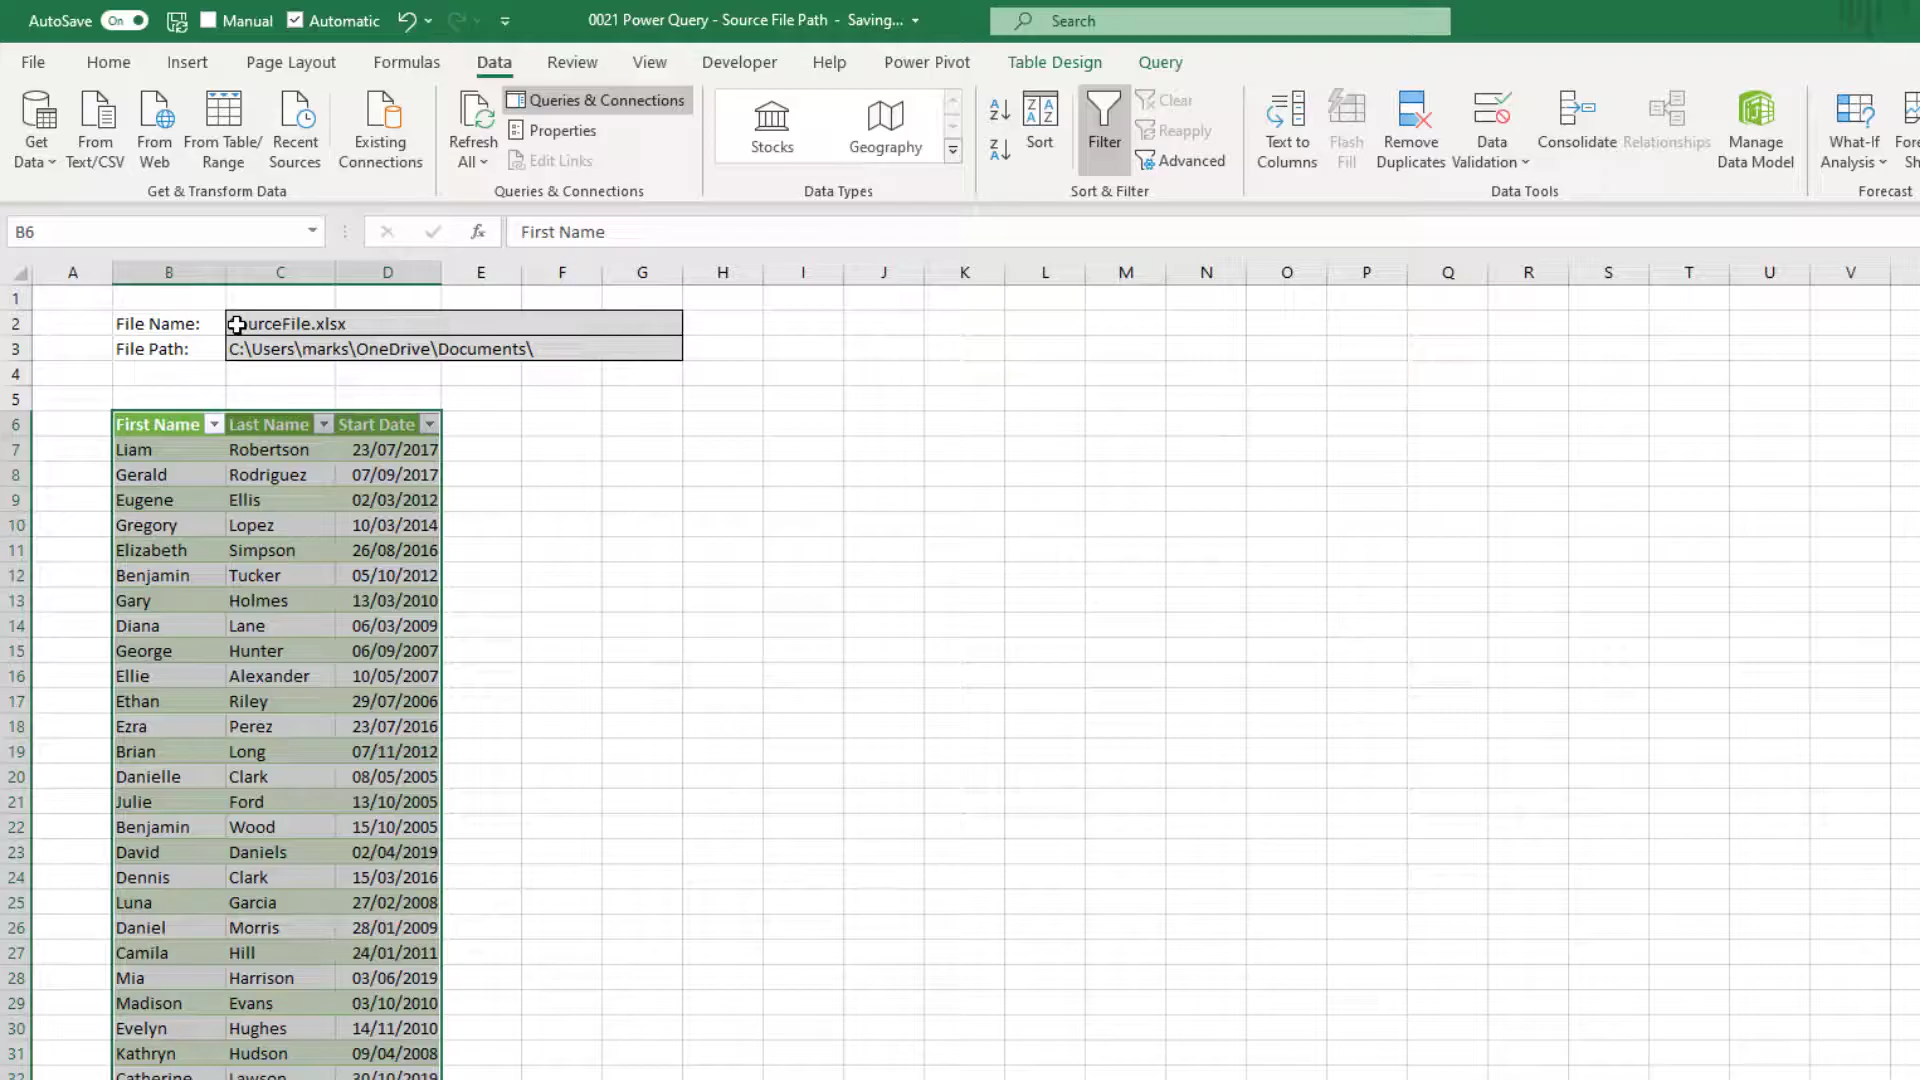 AutoSave On Manual Automatic 0021 Power Query - Source File Path - Saving... Search
File Home Insert Page Layout Formulas Data Review View Developer Help Power Pivot Table Design Query
Get Data From Text/CSV From Web From Table/ Range Recent Sources Existing Connections
Get & Transform Data
Refresh All Queries & Connections
Properties
Edit Links
Queries & Connections
Stocks Geography
Data Types
Sort Filter Clear
Reapply
Advanced
Sort & Filter
Text to Columns Flash Fill Remove Duplicates Data Validation Consolidate Relationships Manage Data Model
Data Tools
What-If Analysis
Forecast
B6 fx First Name
A B C D E F G H I J K L M N O P Q R S T U V
1
2 File Name: urceFile.xlsx
3 File Path: C:\Users\marks\OneDrive\Documents\
4
5
6 First Name Last Name Start Date
7 Liam Robertson 23/07/2017
8 Gerald Rodriguez 07/09/2017
9 Eugene Ellis 02/03/2012
10 Gregory Lopez 10/03/2014
11 Elizabeth Simpson 26/08/2016
12 Benjamin Tucker 05/10/2012
13 Gary Holmes 13/03/2010
14 Diana Lane 06/03/2009
15 George Hunter 06/09/2007
16 Ellie Alexander 10/05/2007
17 Ethan Riley 29/07/2006
18 Ezra Perez 23/07/2016
19 Brian Long 07/11/2012
20 Danielle Clark 08/05/2005
21 Julie Ford 13/10/2005
22 Benjamin Wood 15/10/2005
23 David Daniels 02/04/2019
24 Dennis Clark 15/03/2016
25 Luna Garcia 27/02/2008
26 Daniel Morris 28/01/2009
27 Camila Hill 24/01/2011
28 Mia Harrison 03/06/2019
29 Madison Evans 03/10/2010
30 Evelyn Hughes 14/11/2010
31 Kathryn Hudson 09/04/2008
32 Catherine Lawson 30/10/2019